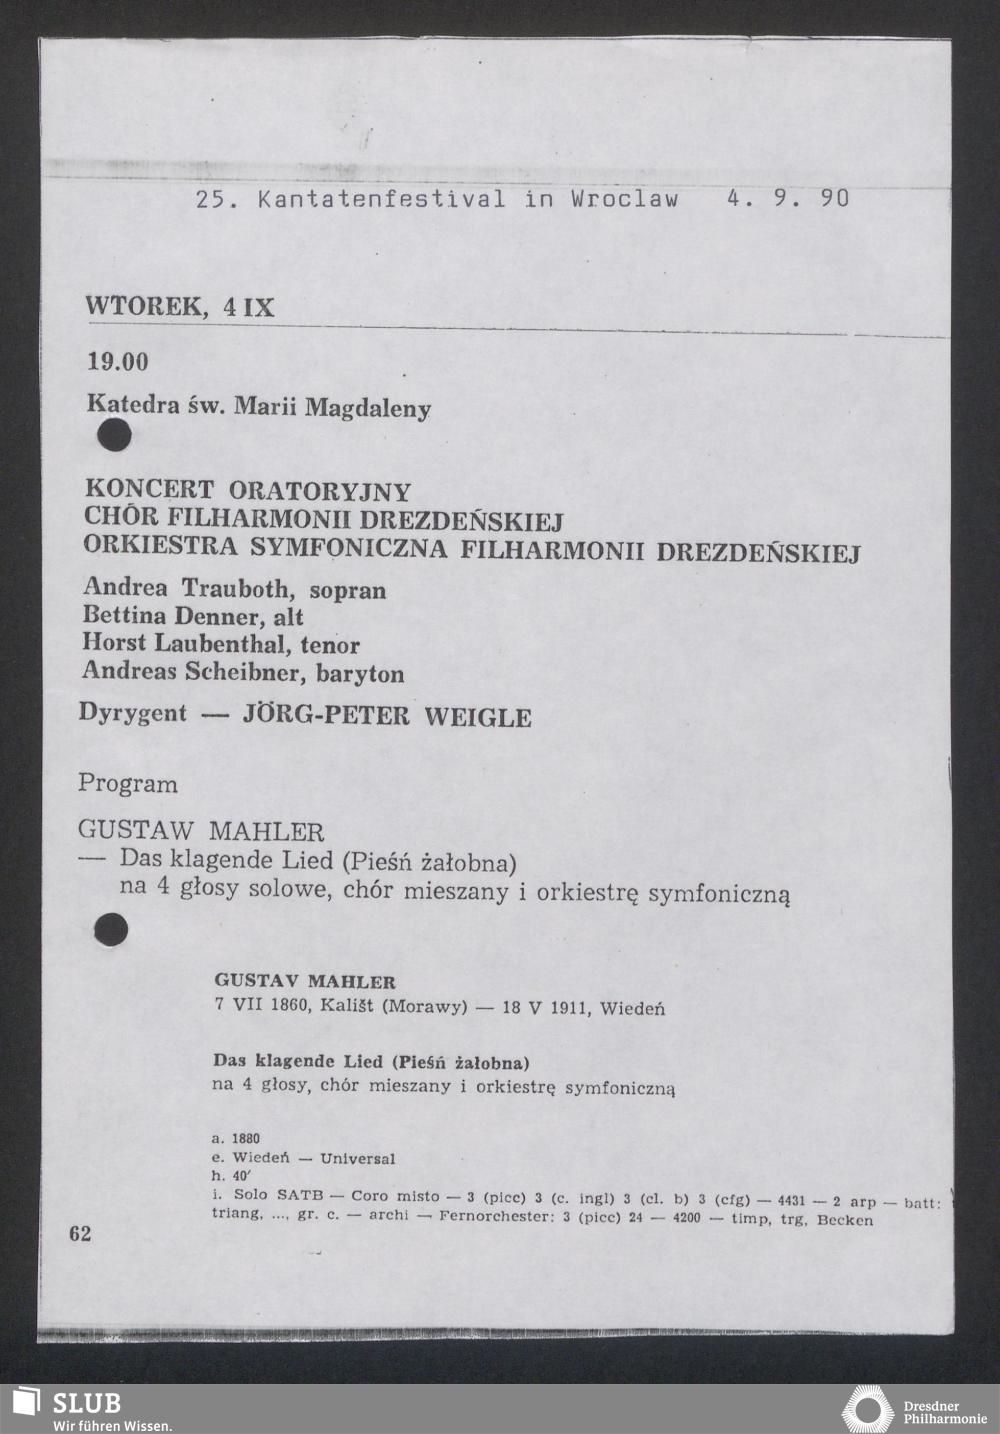 25. Kantatenfestival in Wroclaw 4. 9. 90
WTOREK, 4 IX
19.00
Katedra św. Marii Magdaleny
KONCERT ORATORYJNY
CHÓR FILHARMONII DREZDEŃSKIEJ
ORKIESTRA SYMFONICZNA FILHARMONII DREZDEŃSKIEJ
Andrea Trauboth, sopran
Bettina Denner, alt
Horst Laubenthal, tenor
Andreas Scheibner, baryton
Dyrygent — JÖRG-PETER WEIGLE
Program
GUSTAW MAHLER
— Das klagende Lied (Pieśń żałobna)
na 4 głosy solowe, chór mieszany i orkiestrę symfoniczną
GUSTAV MAHLER
7 VII 1860, Kališt (Morawy) — 18 V 1911, Wiedeń
Das klagende Lied (Pieśń żałobna)
na 4 głosy, chór mieszany i orkiestrę symfoniczną
a. 1880
e. Wiedeń — Universal
h. 40′
i. Solo SATB — Coro misto — 3 (picc) 3 (c. ingl) 3 (cl. b) 3 (cfg) — 4431 — 2 arp — batt:
triang, ..., gr. c. — archi — Fernorchester: 3 (picc) 24 — 4200 — timp, trg, Becken
62
SLUB
Wir führen Wissen.
Dresdner
Philharmonie